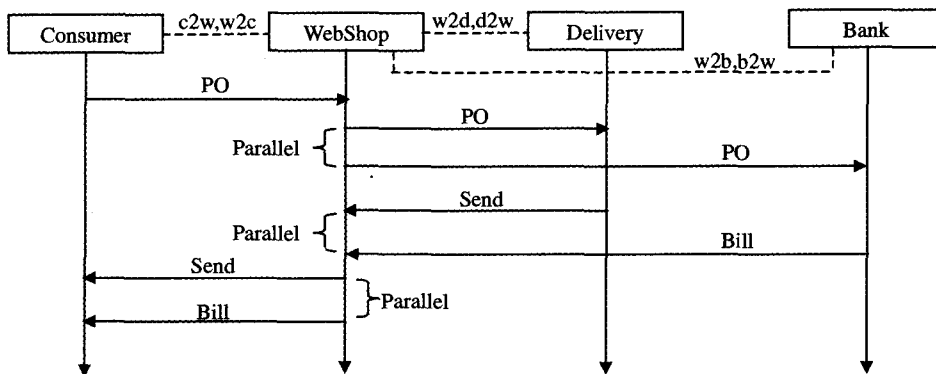 Consumer
c2w,w2c
WebShop
w2d,d2w
Delivery
Bank
w2b,b2w
PO
PO
Parallel
PO
Send
Parallel
Bill
Send
Parallel
Bill